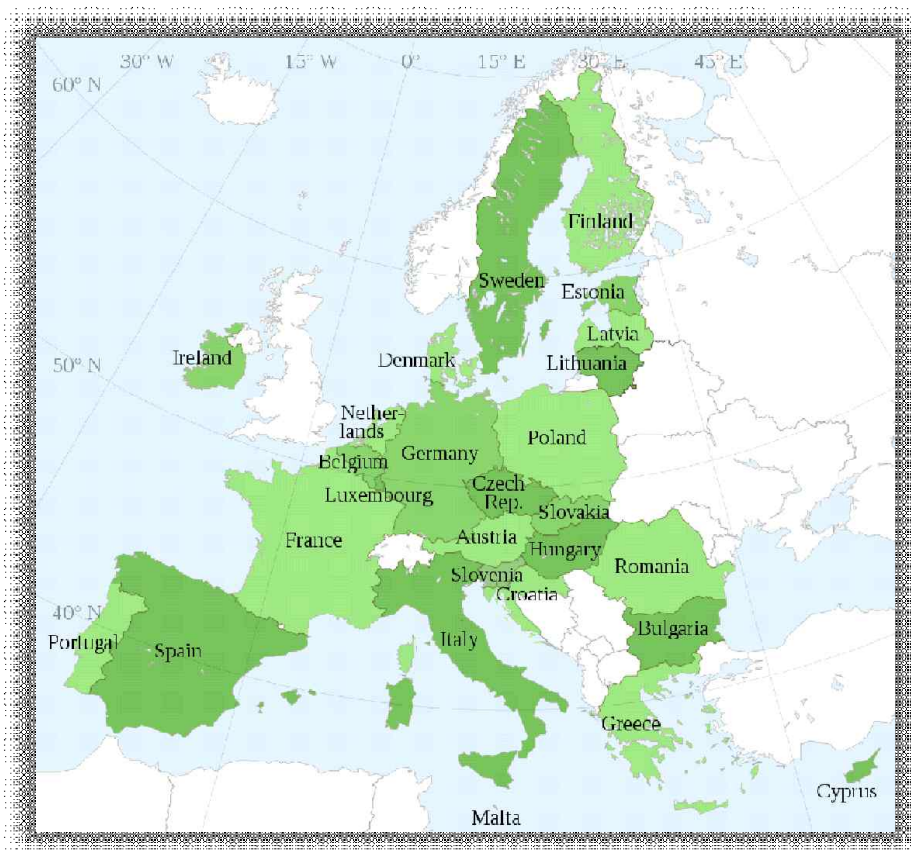 30° W 15° W 0° 15° E 30° E 45° E
60° N
Finland
Sweden
Estonia
Latvia
Ireland
Denmark
Lithuania
50° N
Nether-
lands
Poland
Belgium
Germany
Czech
Rep.
Luxembourg
Slovakia
France
Austria
Hungary
Slovenia
Romania
Croatia
40° N
Bulgaria
Portugal
Spain
Italy
Greece
Cyprus
Malta